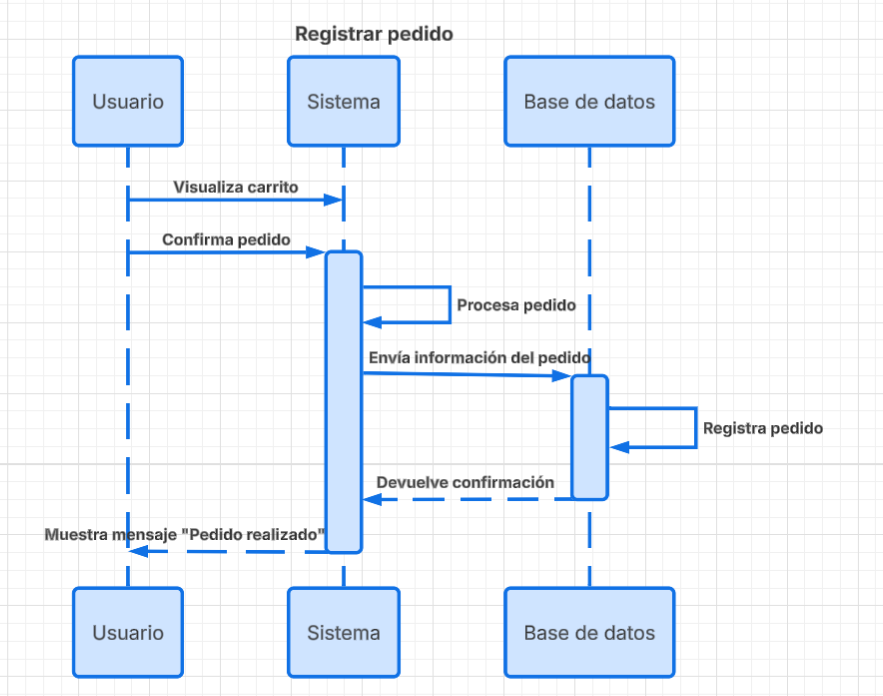 Registrar pedido
Usuario
Sistema
Base de datos
Visualiza carrito
Confirma pedido
Procesa pedido
Envía información del pedido
Registra pedido
Devuelve confirmación
Muestra mensaje "Pedido realizado"
Usuario
Sistema
Base de datos